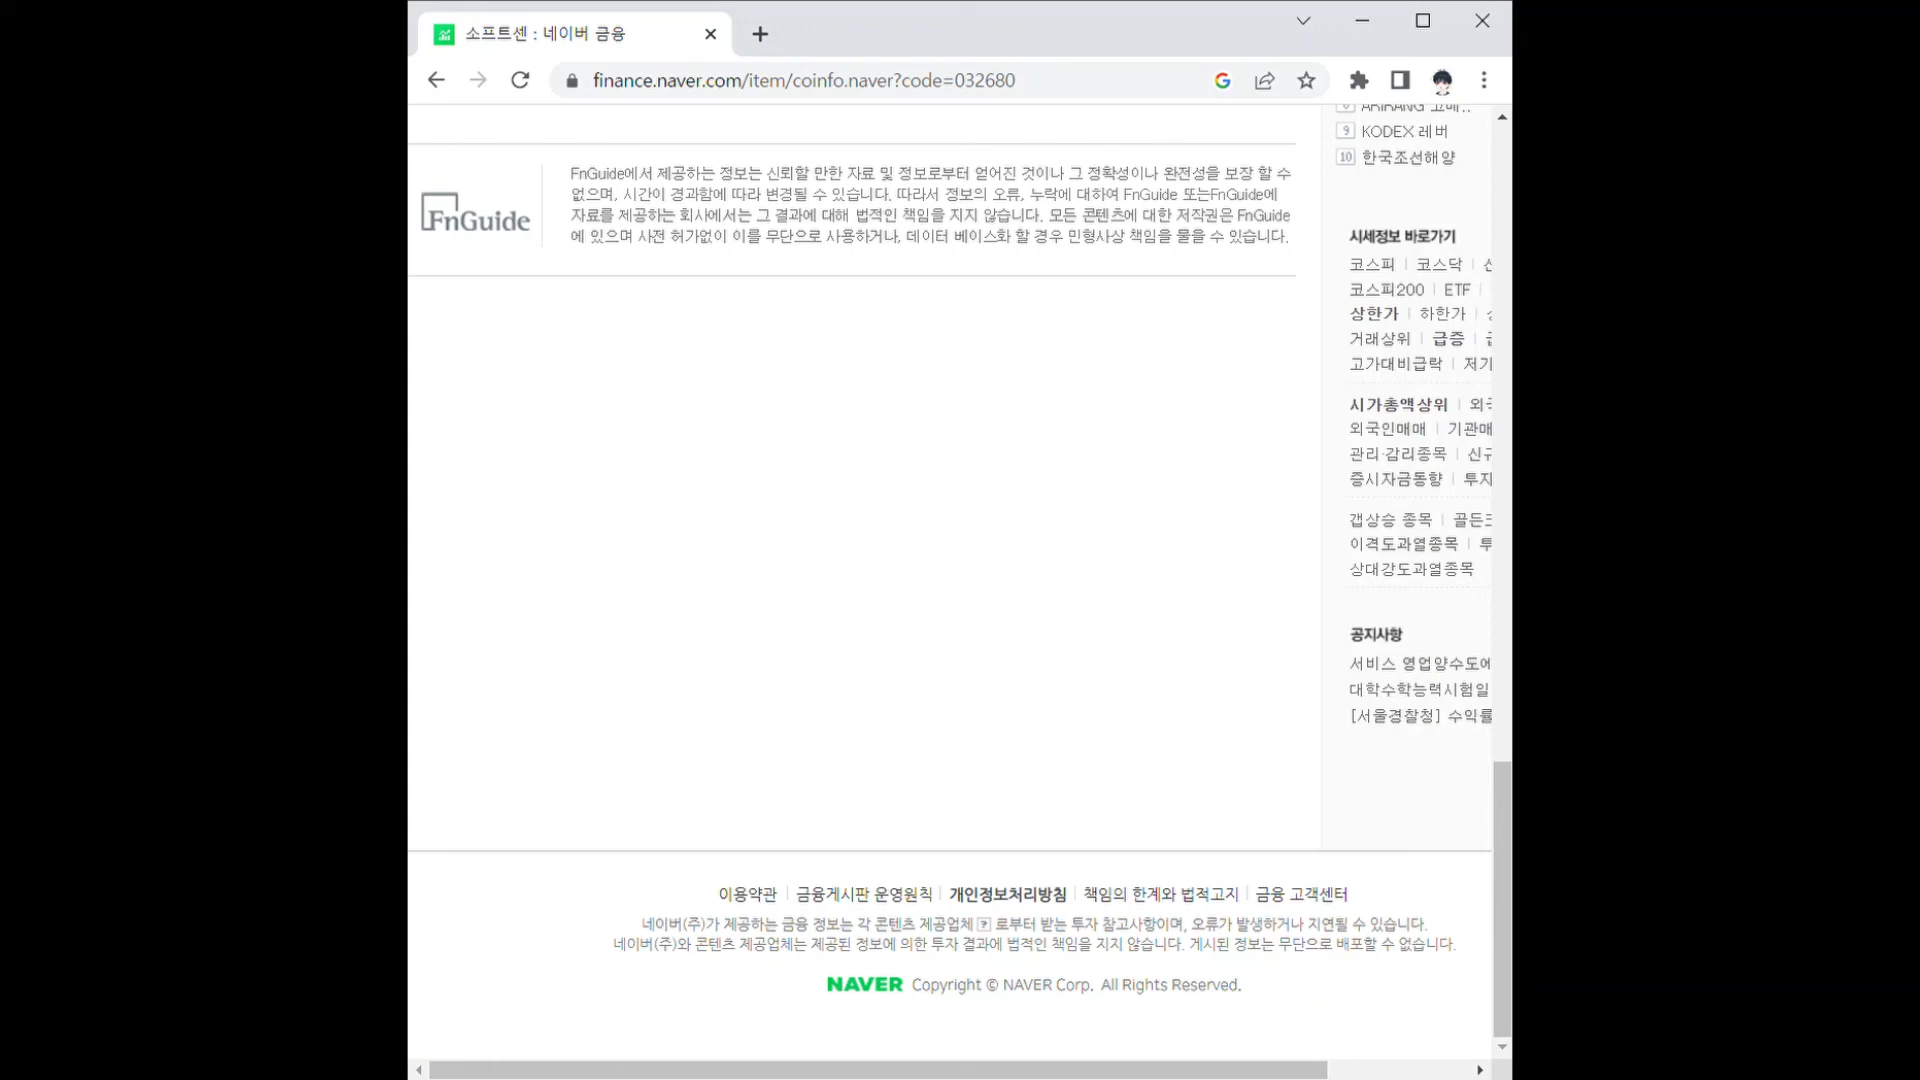 소프트센 : 네이버 금융
finance.naver.com/item/coinfo.naver?code=032680
9 KODEX 레버
10 한국조선해양
FnGuide
FnGuide에서 제공하는 정보는 신뢰할 만한 자료 및 정보로부터 얻어진 것이나 그 정확성이나 완전성을 보장 할 수
없으며, 시간이 경과함에 따라 변경될 수 있습니다. 따라서 정보의 오류, 누락에 대하여 FnGuide 또는FnGuide에
자료를 제공하는 회사에서는 그 결과에 대해 법적인 책임을 지지 않습니다. 모든 콘텐츠에 대한 저작권은 FnGuide
에 있으며 사전 허가없이 이를 무단으로 사용하거나, 데이터 베이스화 할 경우 민형사상 책임을 물을 수 있습니다.
시세정보 바로가기
코스피 | 코스닥 |
코스피200 | ETF |
상한가 | 하한가 |
거래상위 | 급증 |
고가대비급락 |
시가총액상위 |
외국인매매 | 기관매
관리·감리종목 |
증시자금동향 | 투자
갭상승 종목 |
이격도과열종목 |
상대강도과열종목
공지사항
서비스 영업양수도에
대학수학능력시험일
[서울경찰청] 수익률
이용약관 | 금융게시판 운영원칙 | 개인정보처리방침 | 책임의 한계와 법적고지 | 금융 고객센터
네이버(주)가 제공하는 금융 정보는 각 콘텐츠 제공업체 ? 로부터 받는 투자 참고사항이며, 오류가 발생하거나 지연될 수 있습니다.
네이버(주)와 콘텐츠 제공업체는 제공된 정보에 의한 투자 결과에 법적인 책임을 지지 않습니다. 게시된 정보는 무단으로 배포할 수 없습니다.
NAVER Copyright © NAVER Corp. All Rights Reserved.